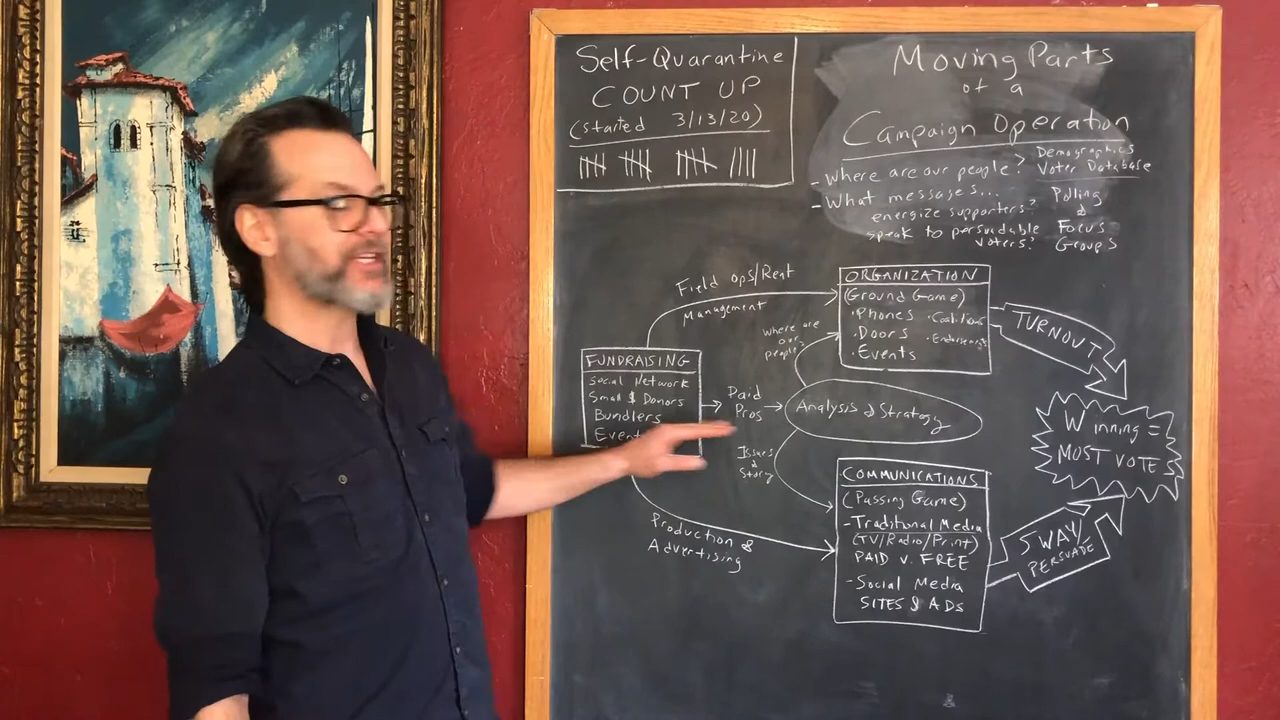 Self-Quarantine
COUNT UP
(started 3/13/20)
Moving Parts
of a
Campaign Operation
- Where are our people? Demographics
Voter Database
- What messages...
energize supporters?
speak to persuadable
voters?
Polling
&
Focus
Groups
Field ops/Rent
Management
ORGANIZATION
(Ground Game)
• Phones • Coalitions
• Doors • Endorsements
• Events
TURNOUT
Where are
our
people?
FUNDRAISING
Social Network
Small $ Donors
Bundlers
Event
Paid
Pros
Analysis & Strategy
Winning =
MOST VOTES
Issues
&
Story
COMMUNICATIONS
(Passing Game)
- Traditional Media
(TV/Radio/Print)
PAID v. FREE
- Social Media
SITES & ADS
SWAY/
PERSUADE
Production &
Advertising